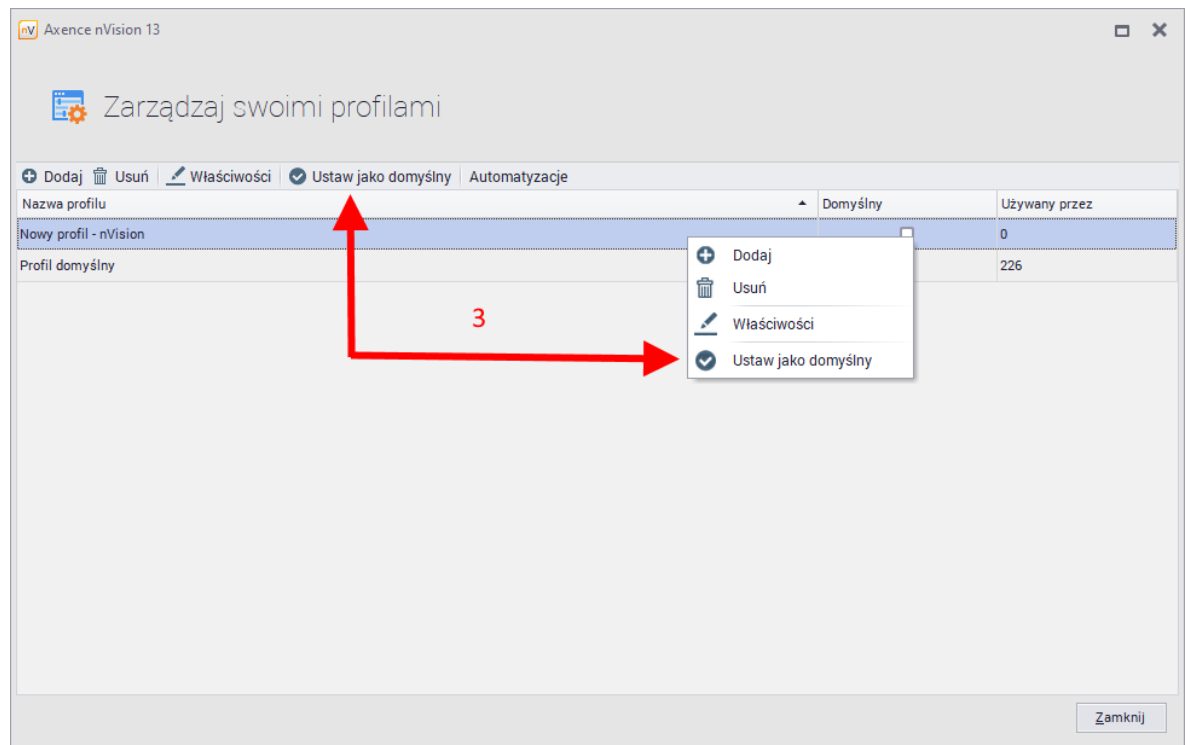 nV Axence nVision 13
Zarządzaj swoimi profilami
Dodaj Usuń Właściwości Ustaw jako domyślny Automatyzacje
Nazwa profilu Domyślny Używany przez
Nowy profil - nVision 0
Profil domyślny 226
Dodaj
Usuń
Właściwości
Ustaw jako domyślny
3
Zamknij